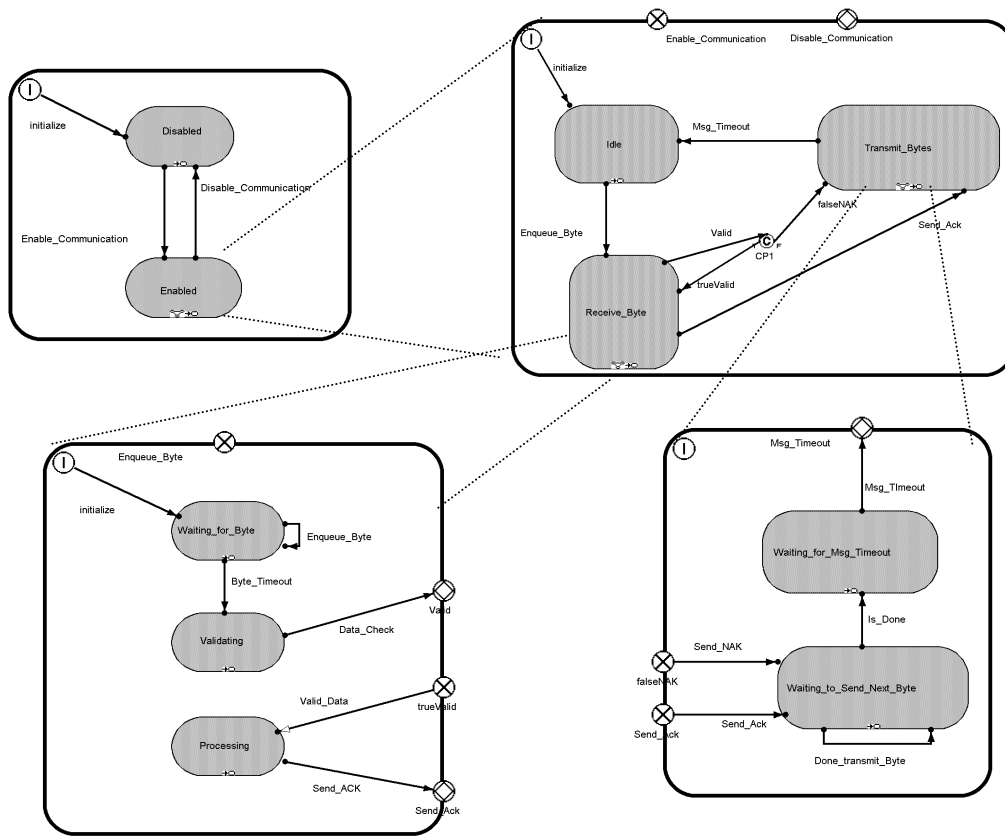 I
initialize
Disabled
Disable_Communication
Enable_Communication
Enabled
Enable_Communication
Disable_Communication
I
initialize
Idle
Msg_Timeout
Transmit_Bytes
falseNAK
Send_Ack
Enqueue_Byte
Valid
C
T
F
CP1
trueValid
Receive_Byte
Enqueue_Byte
I
initialize
Waiting_for_Byte
Enqueue_Byte
Byte_Timeout
Validating
Data_Check
Valid
Valid_Data
trueValid
Processing
Send_ACK
Send_Ack
Msg_Timeout
I
Msg_TImeout
Waiting_for_Msg_Timeout
Is_Done
Send_NAK
falseNAK
Waiting_to_Send_Next_Byte
Send_Ack
Send_Ack
Done_transmit_Byte